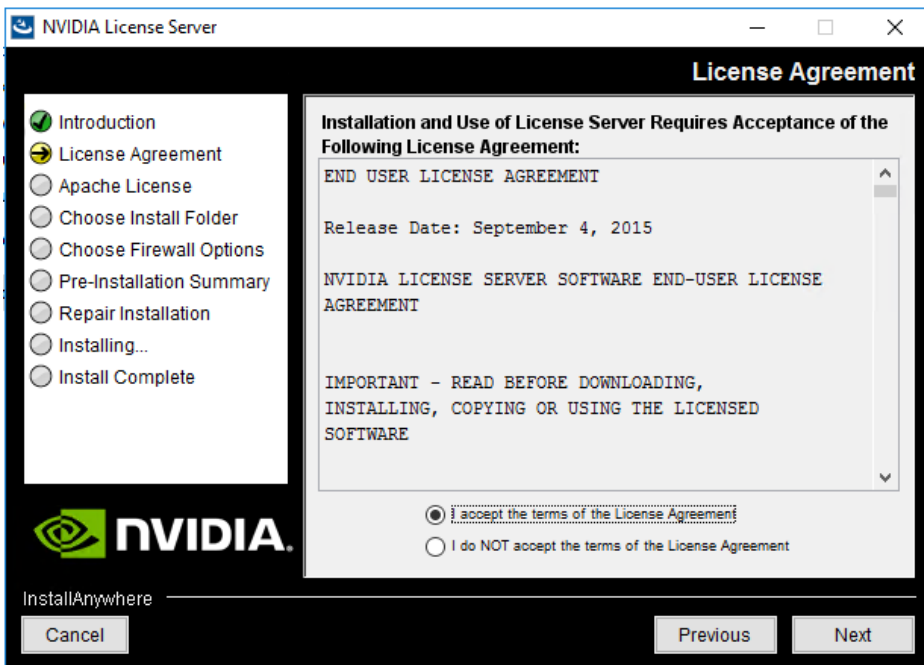 NVIDIA License Server
License Agreement
Introduction
License Agreement
Apache License
Choose Install Folder
Choose Firewall Options
Pre-Installation Summary
Repair Installation
Installing...
Install Complete
Installation and Use of License Server Requires Acceptance of the
Following License Agreement:
END USER LICENSE AGREEMENT
Release Date: September 4, 2015
NVIDIA LICENSE SERVER SOFTWARE END-USER LICENSE
AGREEMENT
IMPORTANT - READ BEFORE DOWNLOADING,
INSTALLING, COPYING OR USING THE LICENSED
SOFTWARE
I accept the terms of the License Agreement
I do NOT accept the terms of the License Agreement
NVIDIA.
InstallAnywhere
Cancel
Previous
Next